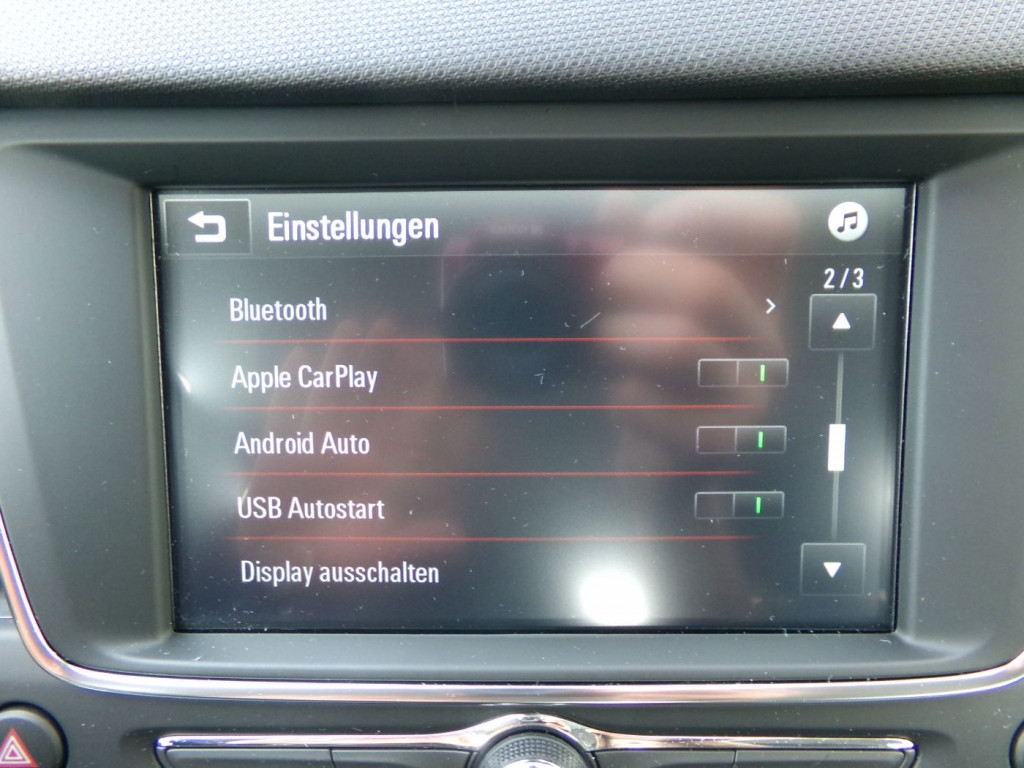 Einstellungen
2/3
Bluetooth
Apple CarPlay
Android Auto
USB Autostart
Display ausschalten